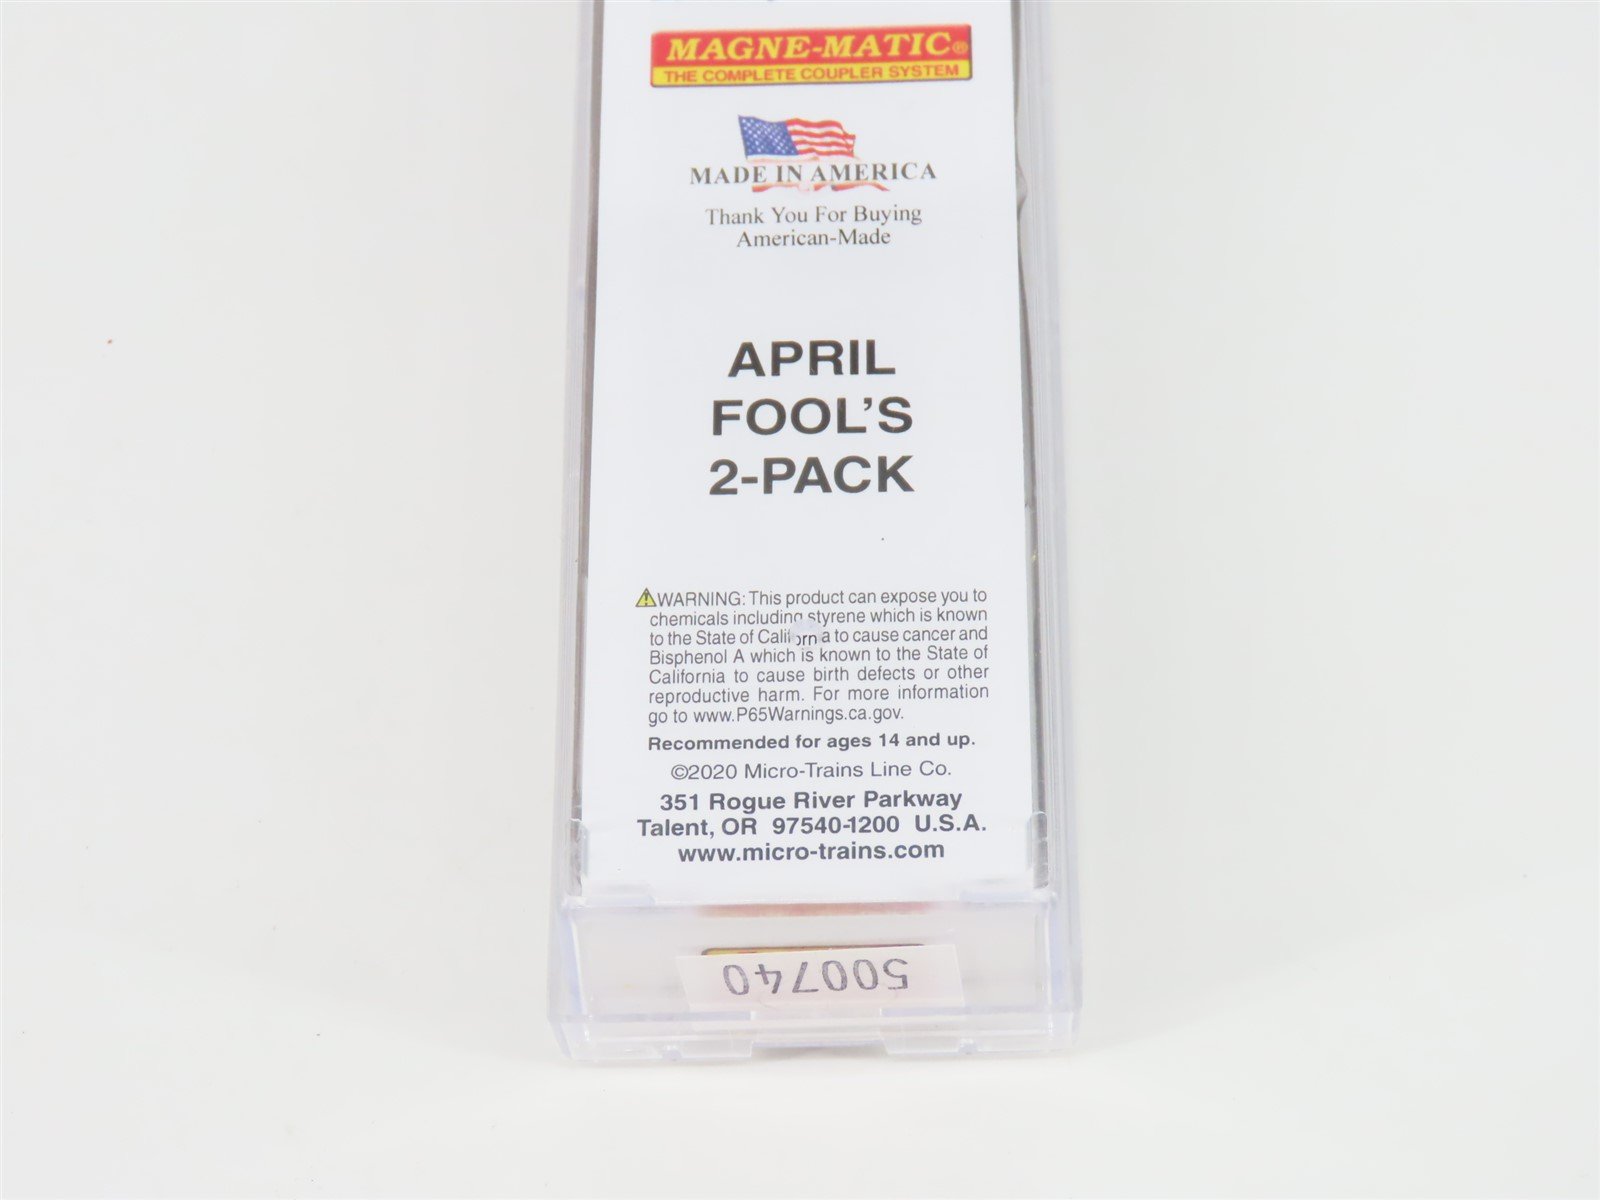 MAGNE-MATIC®
THE COMPLETE COUPLER SYSTEM
MADE IN AMERICA
Thank You For Buying
American-Made
APRIL
FOOL'S
2-PACK
WARNING: This product can expose you to
chemicals including styrene which is known
to the State of California to cause cancer and
Bisphenol A which is known to the State of
California to cause birth defects or other
reproductive harm. For more information
go to www.P65Warnings.ca.gov.
Recommended for ages 14 and up.
©2020 Micro-Trains Line Co.
351 Rogue River Parkway
Talent, OR 97540-1200 U.S.A.
www.micro-trains.com
500740